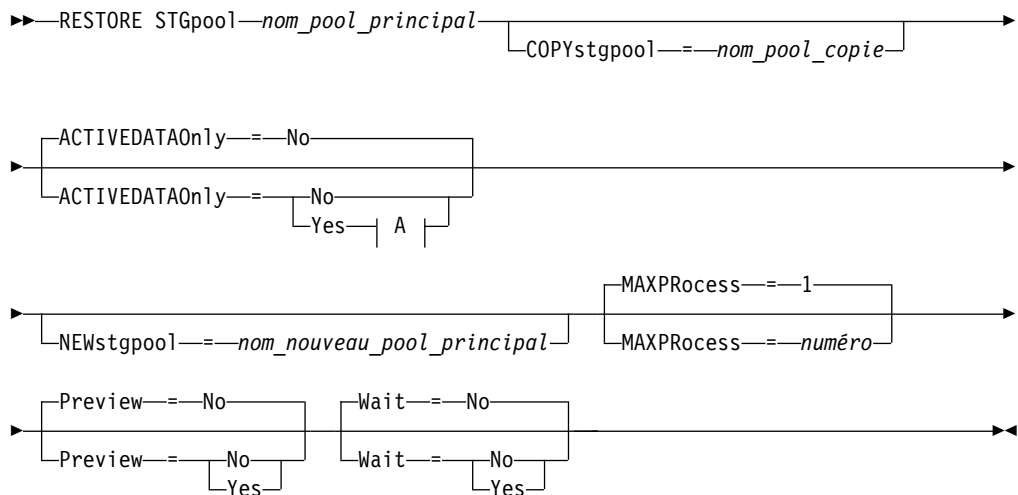 RESTORE STGpool nom_pool_principal
COPYstgpool = nom_pool_copie
ACTIVEDATAOnly = No
ACTIVEDATAOnly = No
Yes A
MAXPRocess = 1
NEWstgpool = nom_nouveau_pool_principal MAXPRocess = numéro
Preview = No Wait = No
Preview = No Wait = No
Yes Yes